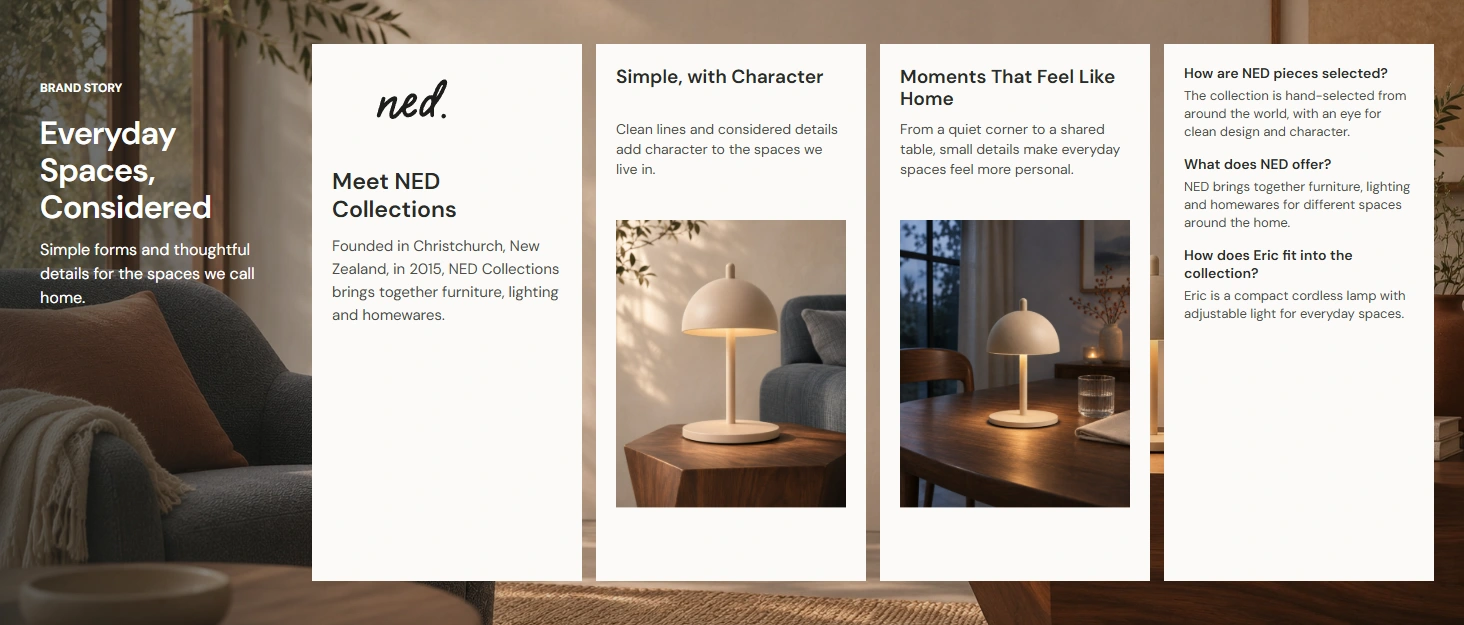 BRAND STORY
Everyday
Spaces,
Considered
Simple forms and thoughtful
details for the spaces we call
home.
ned.
Meet NED
Collections
Founded in Christchurch, New
Zealand, in 2015, NED Collections
brings together furniture, lighting
and homewares.
Simple, with Character
Clean lines and considered details
add character to the spaces we
live in.
Moments That Feel Like
Home
From a quiet corner to a shared
table, small details make everyday
spaces feel more personal.
How are NED pieces selected?
The collection is hand-selected from
around the world, with an eye for
clean design and character.
What does NED offer?
NED brings together furniture, lighting
and homewares for different spaces
around the home.
How does Eric fit into the
collection?
Eric is a compact cordless lamp with
adjustable light for everyday spaces.